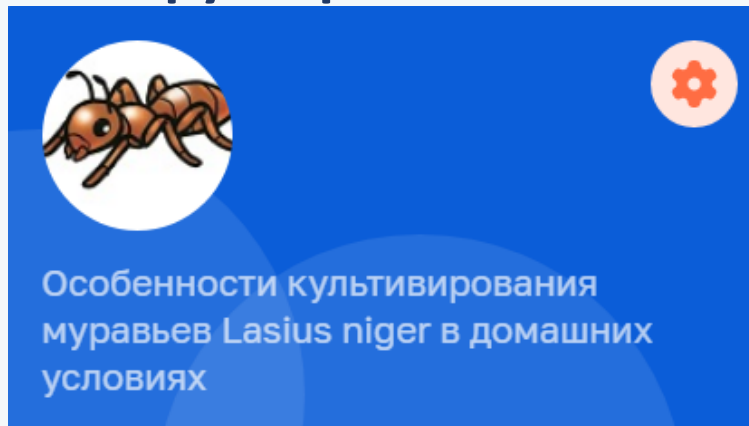 Особенности культивирования
муравьев Lasius niger в домашних
условиях